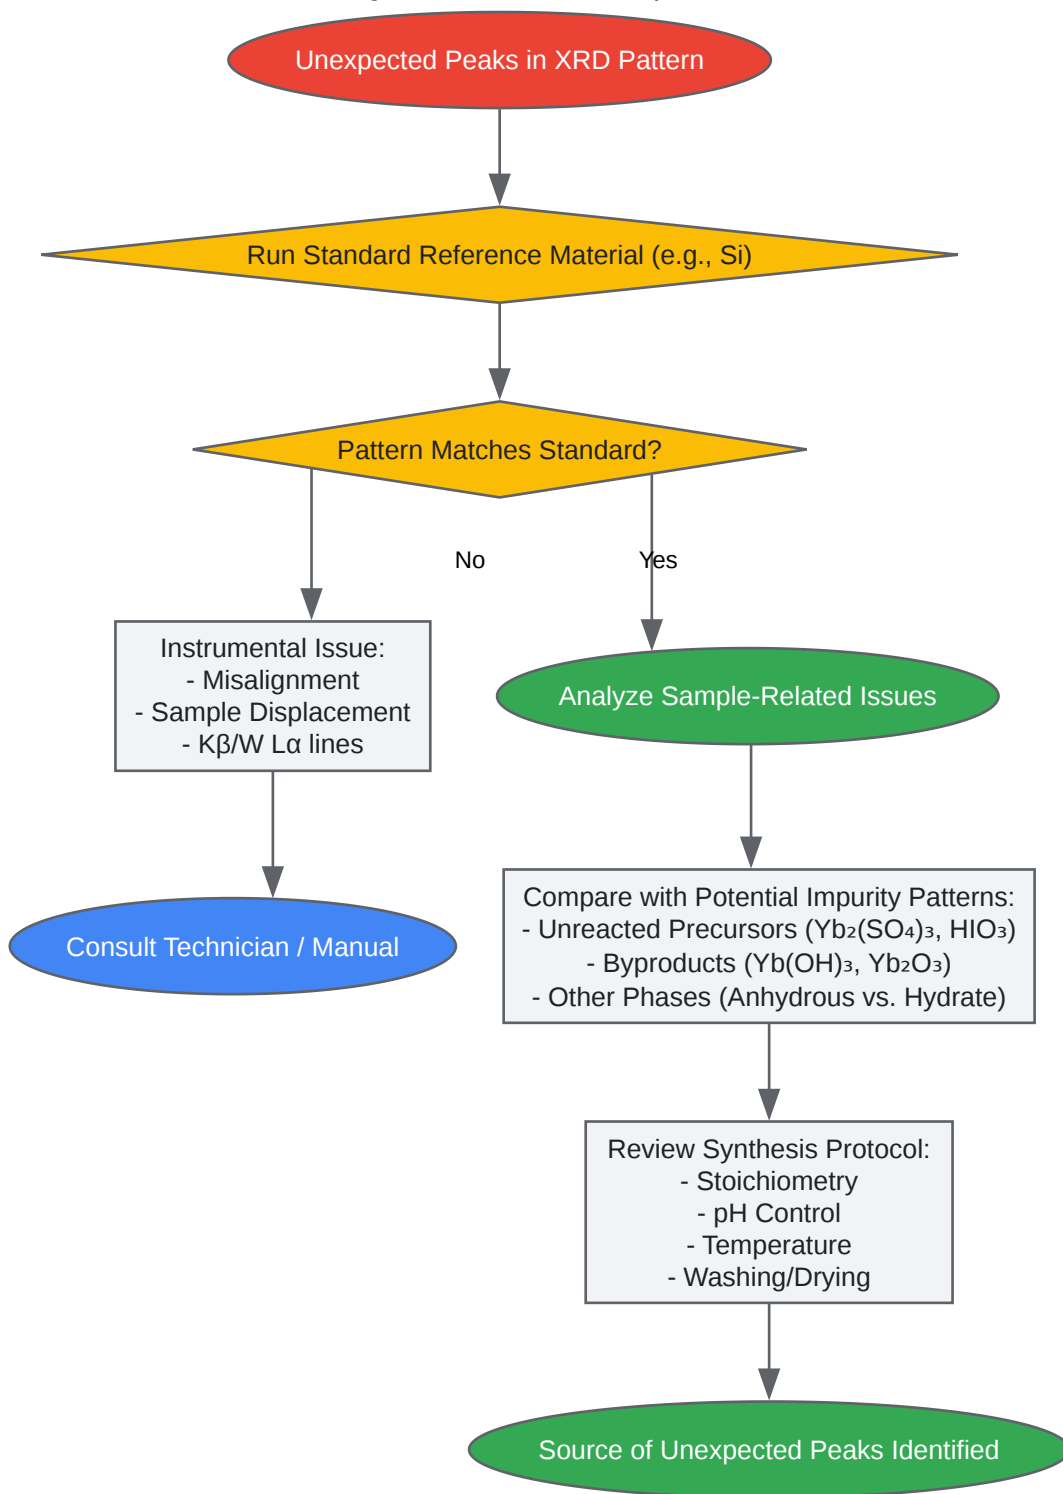 Unexpected Peaks in XRD Pattern
Run Standard Reference Material (e.g., Si)
Pattern Matches Standard?
No
Yes
Instrumental Issue:
- Misalignment
- Sample Displacement
- Kβ/W Lα lines
Analyze Sample-Related Issues
Consult Technician / Manual
Compare with Potential Impurity Patterns:
- Unreacted Precursors (Yb₂(SO₄)₃, HIO₃)
- Byproducts (Yb(OH)₃, Yb₂O₃)
- Other Phases (Anhydrous vs. Hydrate)
Review Synthesis Protocol:
- Stoichiometry
- pH Control
- Temperature
- Washing/Drying
Source of Unexpected Peaks Identified